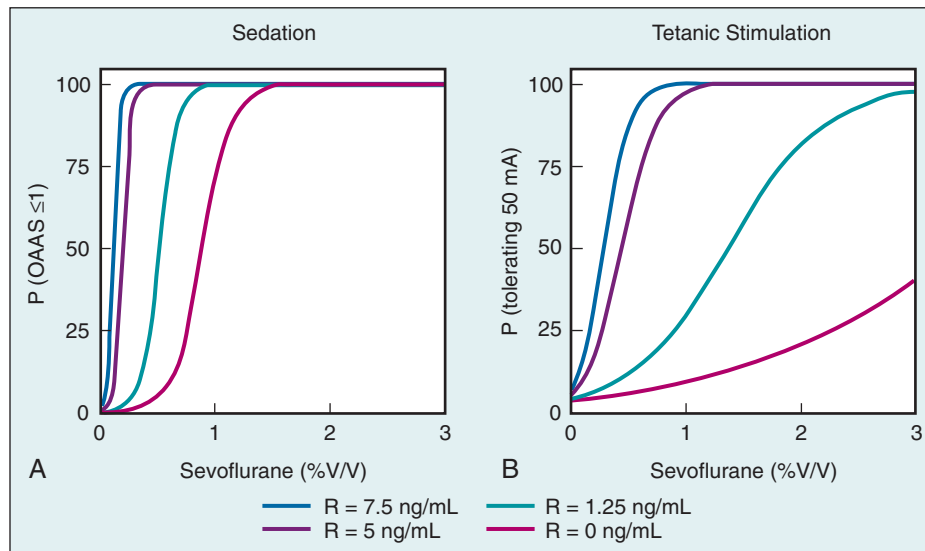 Sedation
100
75
50
25
0
P (OAAS ≤1)
0 1 2 3
Sevoflurane (%V/V)
A
Tetanic Stimulation
100
75
50
25
0
P (tolerating 50 mA)
0 1 2 3
Sevoflurane (%V/V)
B
R = 7.5 ng/mL
R = 5 ng/mL
R = 1.25 ng/mL
R = 0 ng/mL